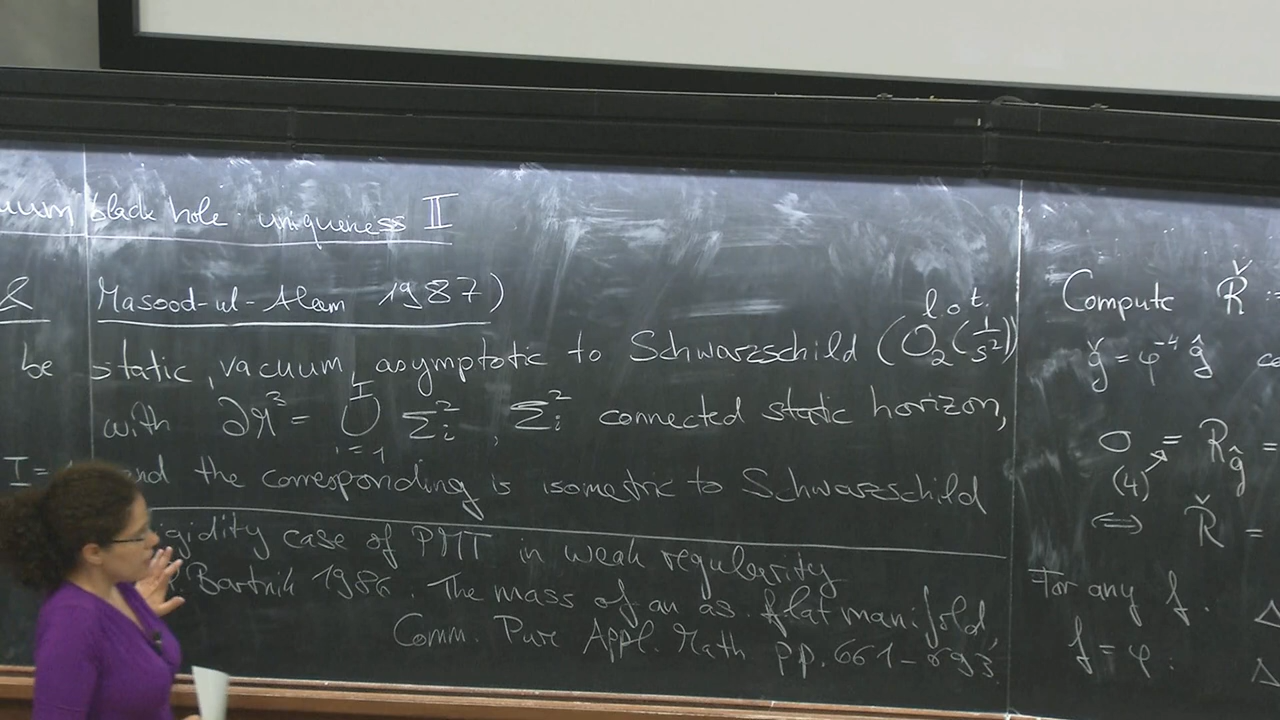 black hole uniqueness II
& Masood-ul-Alam 1987)
l.o.t.
be static, vacuum, asymptotic to Schwarzschild (O₂(1/s²))
with ∂M³ = ∪ᵢ₌₁ᴵ Σᵢ², Σᵢ² connected static horizon,
I = and the corresponding is isometric to Schwarzschild
rigidity case of PMT in weak regularity
Bartnik 1986. The mass of an as. flat manifold,
Comm. Pure Appl. Math pp. 661-693
Compute Ř :=
ǧ = φ⁻⁴ ĝ
0 = R_ĝ =
(4)
⇔ Ř =
For any f. Δ
f = φ: Δ